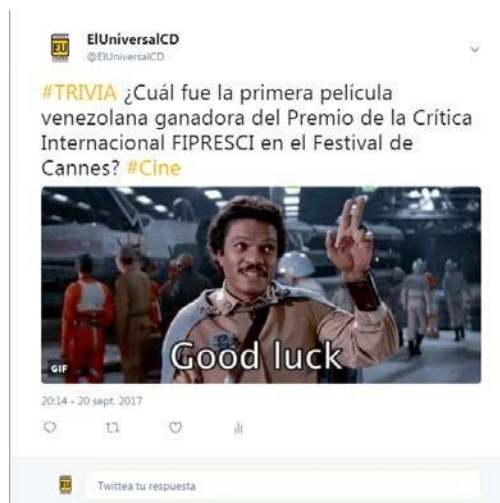 ElUniversalCD
@ElUniversalCD
#TRIVIA ¿Cuál fue la primera película
venezolana ganadora del Premio de la Crítica
Internacional FIPRESCI en el Festival de
Cannes? #Cine
Good luck
GIF
20:14 - 20 sept. 2017
EU
Twittea tu respuesta